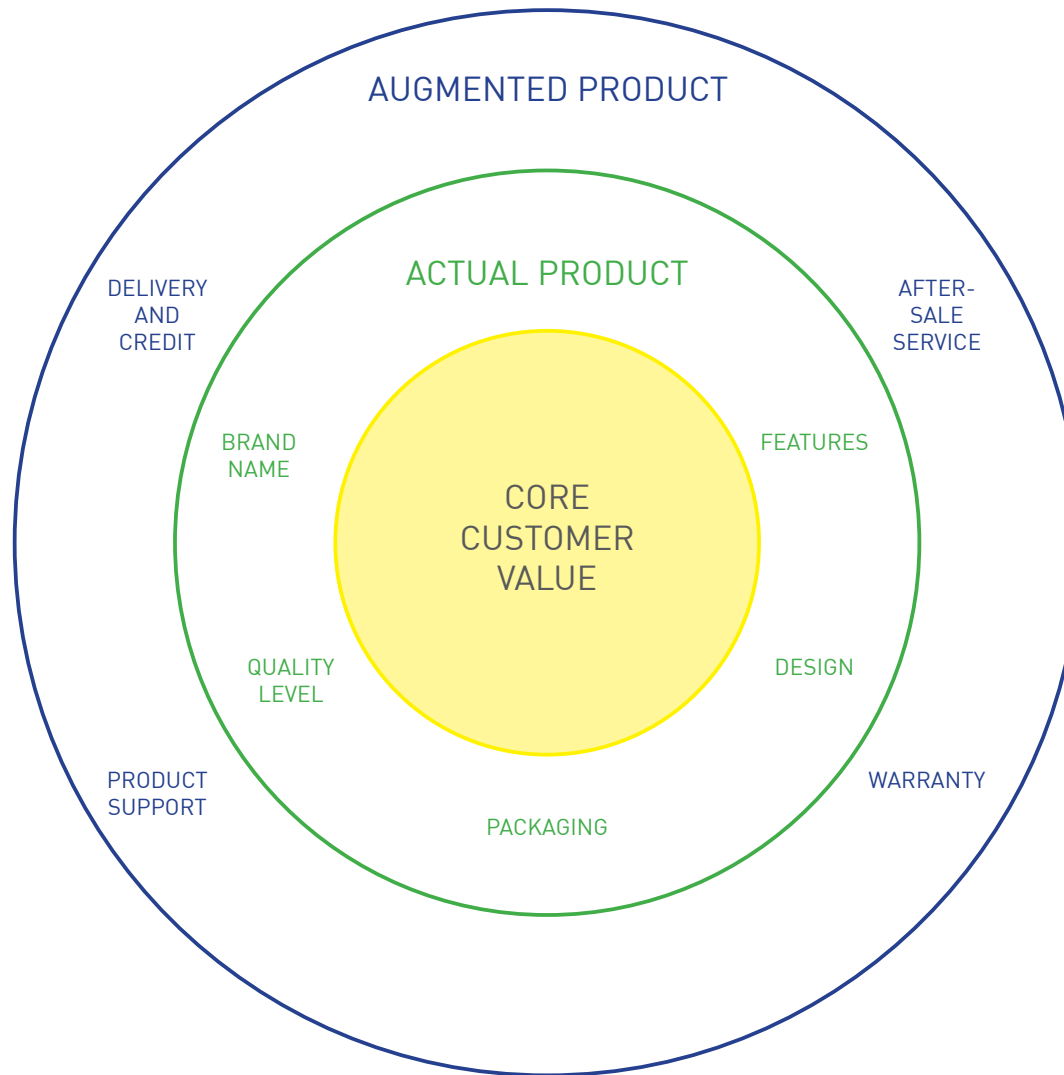 AUGMENTED PRODUCT
ACTUAL PRODUCT
DELIVERY
AND
CREDIT
AFTER-
SALE
SERVICE
BRAND
NAME
FEATURES
CORE
CUSTOMER
VALUE
QUALITY
LEVEL
DESIGN
PRODUCT
SUPPORT
WARRANTY
PACKAGING